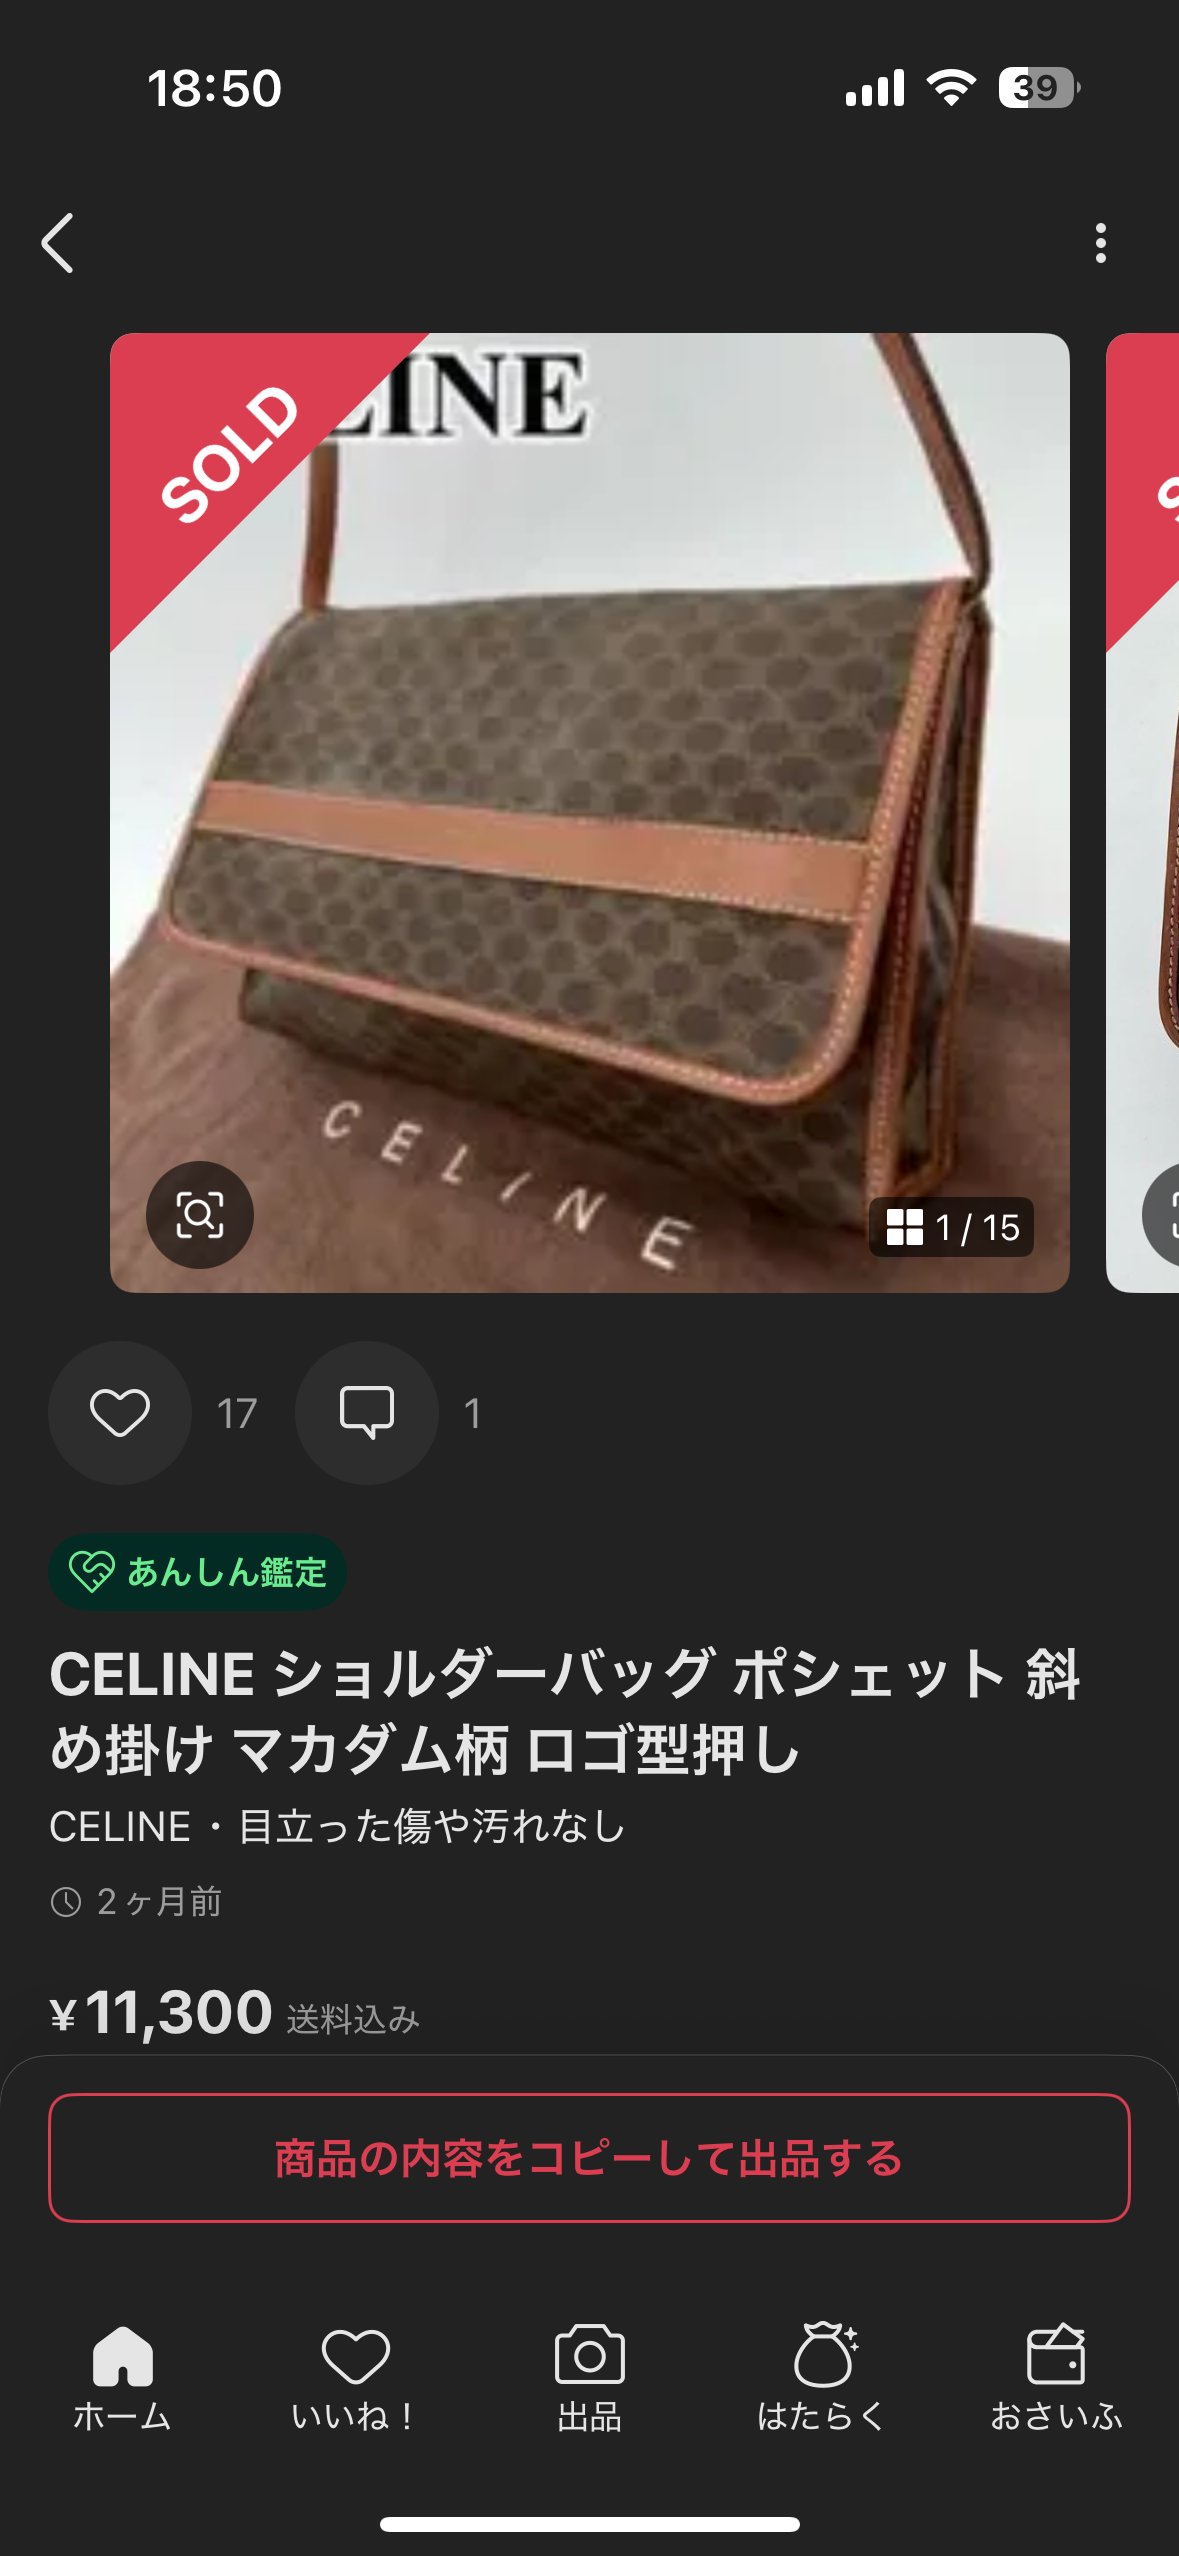 18:50
39
LINE
SOLD
CELINE
1 / 15
17
1
あんしん鑑定
CELINE ショルダーバッグ ポシェット 斜
め掛け マカダム柄 ロゴ型押し
CELINE・目立った傷や汚れなし
2ヶ月前
¥11,300 送料込み
商品の内容をコピーして出品する
ホーム
いいね！
出品
はたらく
おさいふ